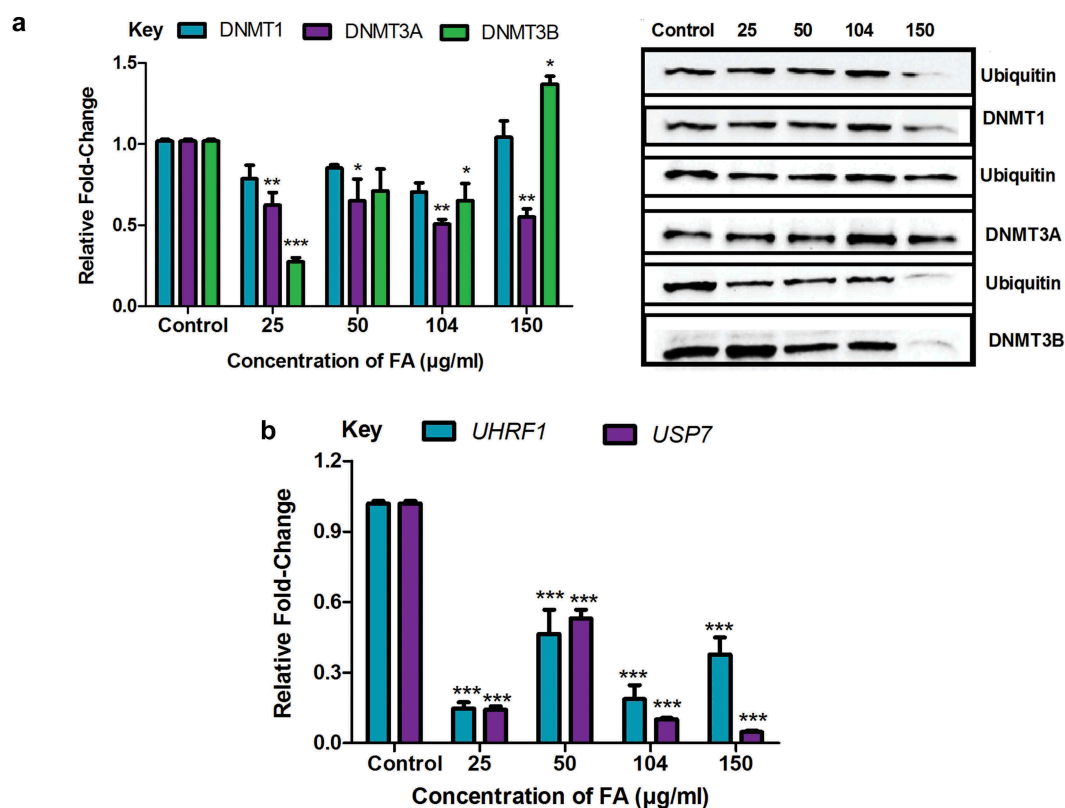 a
Key DNMT1 DNMT3A DNMT3B
Relative Fold-Change
1.5
1.0
0.5
0.0
** *** * ** * ** *
Control 25 50 104 150
Concentration of FA (µg/ml)
Control 25 50 104 150
Ubiquitin
DNMT1
Ubiquitin
DNMT3A
Ubiquitin
DNMT3B
b
Key UHRF1 USP7
Relative Fold-Change
1.2
0.9
0.6
0.3
0.0
*** *** *** *** *** *** *** ***
Control 25 50 104 150
Concentration of FA (µg/ml)